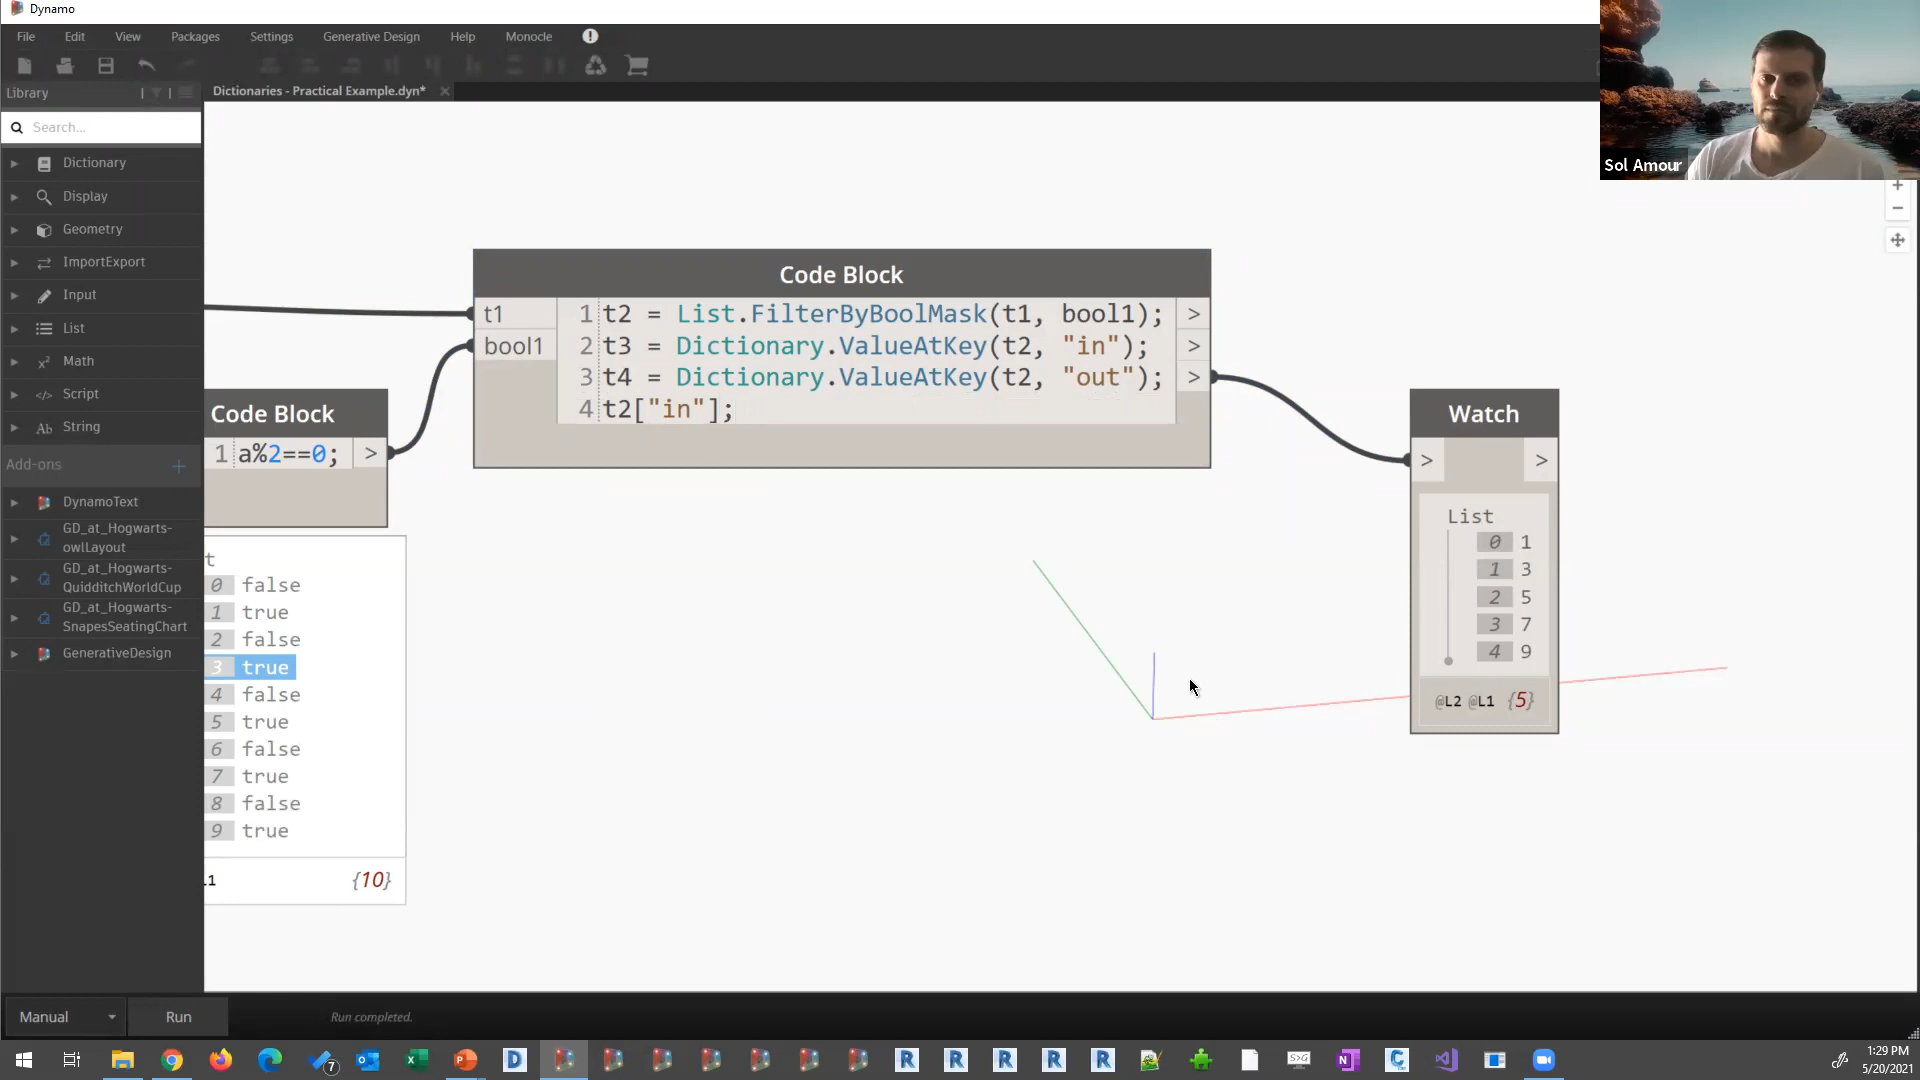 Dynamo
File Edit View Packages Settings Generative Design Help Monocle
Library
Dictionaries - Practical Example.dyn*
Search...
Dictionary
Display
Geometry
ImportExport
Input
List
Math
Script
String
Add-ons
DynamoText
GD_at_Hogwarts-
owlLayout
GD_at_Hogwarts-
QuidditchWorldCup
GD_at_Hogwarts-
SnapesSeatingChart
GenerativeDesign
Code Block
1 a%2==0; >
t
0 false
1 true
2 false
3 true
4 false
5 true
6 false
7 true
8 false
9 true
{10}
Code Block
t1
bool1
1 t2 = List.FilterByBoolMask(t1, bool1); >
2 t3 = Dictionary.ValueAtKey(t2, "in"); >
3 t4 = Dictionary.ValueAtKey(t2, "out"); >
4 t2["in"];
Watch
> >
List
0 1
1 3
2 5
3 7
4 9
@L2 @L1 {5}
Sol Amour
Manual
Run
Run completed.
1:29 PM
5/20/2021